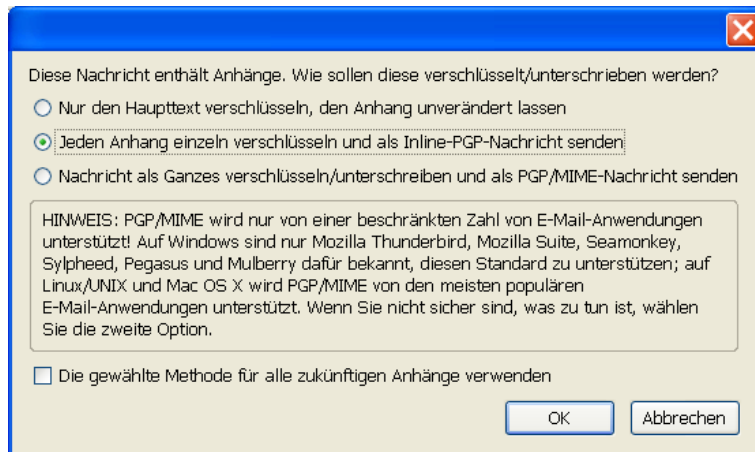 Diese Nachricht enthält Anhänge. Wie sollen diese verschlüsselt/unterschrieben werden?
Nur den Haupttext verschlüsseln, den Anhang unverändert lassen
Jeden Anhang einzeln verschlüsseln und als Inline-PGP-Nachricht senden
Nachricht als Ganzes verschlüsseln/unterschreiben und als PGP/MIME-Nachricht senden
HINWEIS: PGP/MIME wird nur von einer beschränkten Zahl von E-Mail-Anwendungen
unterstützt! Auf Windows sind nur Mozilla Thunderbird, Mozilla Suite, Seamonkey,
Sylpheed, Pegasus und Mulberry dafür bekannt, diesen Standard zu unterstützen; auf
Linux/UNIX und Mac OS X wird PGP/MIME von den meisten populären
E-Mail-Anwendungen unterstützt. Wenn Sie nicht sicher sind, was zu tun ist, wählen
Sie die zweite Option.
Die gewählte Methode für alle zukünftigen Anhänge verwenden
OK Abbrechen